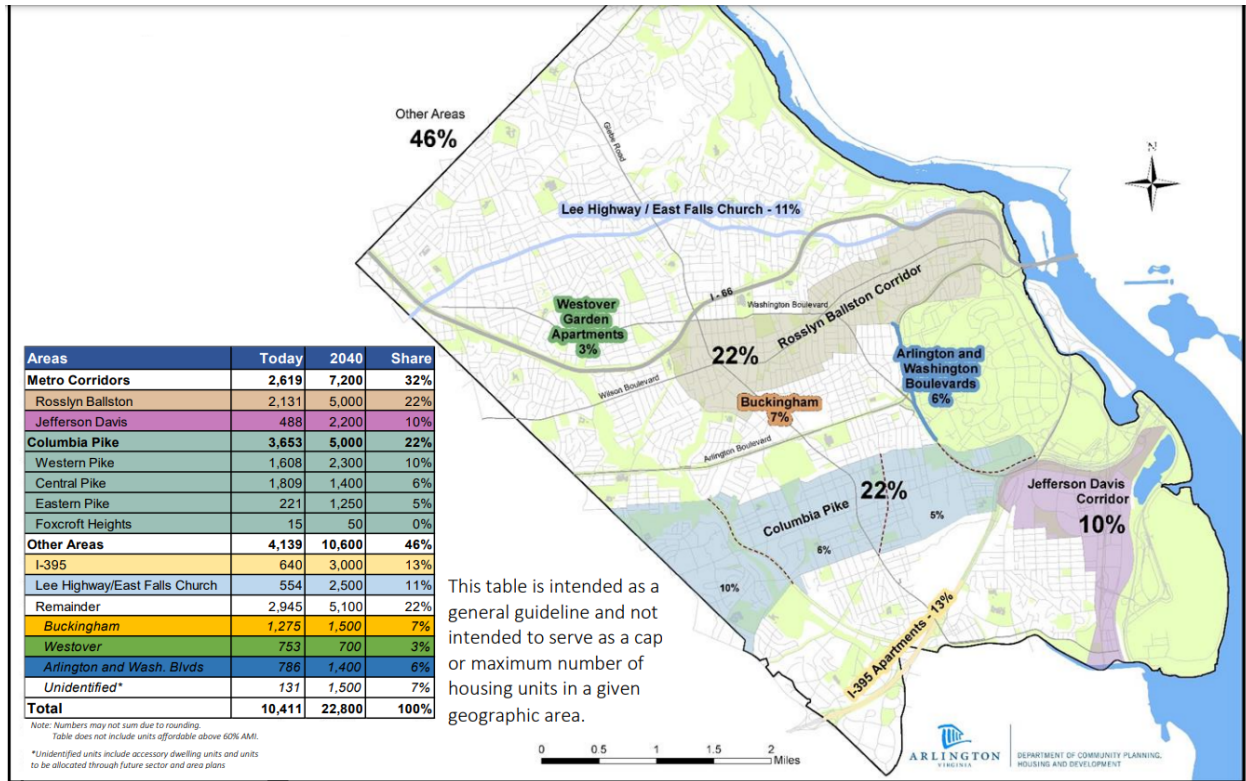 Other Areas
46%
Glebe Road
N
Lee Highway / East Falls Church - 11%
I - 66
Washington Boulevard
Rosslyn Ballston Corridor
22%
Westover
Garden
Apartments
3%
Wilson Boulevard
Arlington and
Washington
Boulevards
6%
Buckingham
7%
Arlington Boulevard
Columbia Pike
22%
5%
6%
10%
Jefferson Davis
Corridor
10%
I-395 Apartments - 13%
Areas Today 2040 Share
Metro Corridors 2,619 7,200 32%
Rosslyn Ballston 2,131 5,000 22%
Jefferson Davis 488 2,200 10%
Columbia Pike 3,653 5,000 22%
Western Pike 1,608 2,300 10%
Central Pike 1,809 1,400 6%
Eastern Pike 221 1,250 5%
Foxcroft Heights 15 50 0%
Other Areas 4,139 10,600 46%
I-395 640 3,000 13%
Lee Highway/East Falls Church 554 2,500 11%
Remainder 2,945 5,100 22%
Buckingham 1,275 1,500 7%
Westover 753 700 3%
Arlington and Wash. Blvds 786 1,400 6%
Unidentified* 131 1,500 7%
Total 10,411 22,800 100%
Note: Numbers may not sum due to rounding.
Table does not include units affordable above 60% AMI.
*Unidentified units include accessory dwelling units and units
to be allocated through future sector and area plans
This table is intended as a
general guideline and not
intended to serve as a cap
or maximum number of
housing units in a given
geographic area.
0 0.5 1 1.5 2
Miles
ARLINGTON
VIRGINIA
DEPARTMENT OF COMMUNITY PLANNING,
HOUSING AND DEVELOPMENT